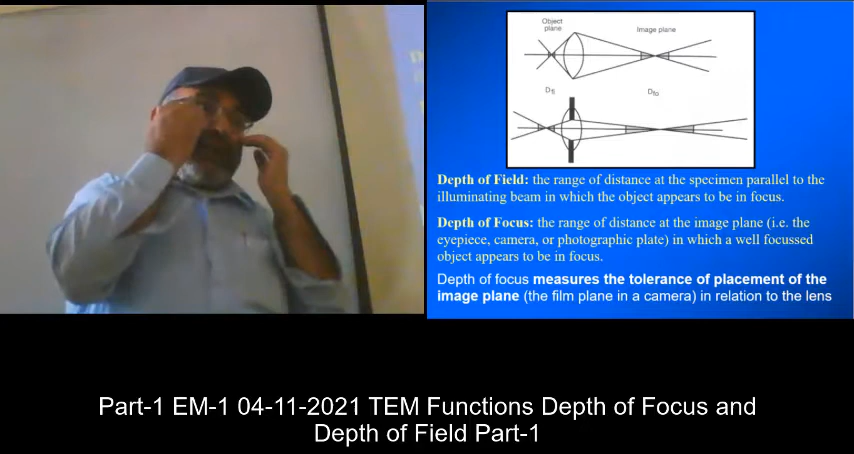 Object
plane
Image plane
Dfi
Dfo
Depth of Field: the range of distance at the specimen parallel to the
illuminating beam in which the object appears to be in focus.
Depth of Focus: the range of distance at the image plane (i.e. the
eyepiece, camera, or photographic plate) in which a well focussed
object appears to be in focus.
Depth of focus measures the tolerance of placement of the
image plane (the film plane in a camera) in relation to the lens
Part-1 EM-1 04-11-2021 TEM Functions Depth of Focus and
Depth of Field Part-1